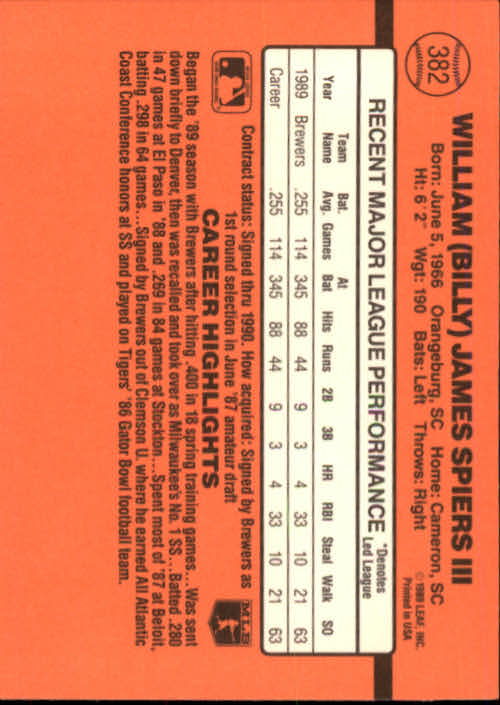 382
WILLIAM (BILLY) JAMES SPIERS III
Born: June 5, 1966 Orangeburg, SC Home: Cameron, SC
Ht: 6' 2" Wgt: 190 Bats: Left Throws: Right
© 1989 LEAF, INC.
Printed in USA
RECENT MAJOR LEAGUE PERFORMANCE *Denotes
Led League
Team Bat. At
Year Name Avg. Games Bat Hits Runs 2B 3B HR RBI Steal Walk SO
1989 Brewers .255 114 345 88 44 9 3 4 33 10 21 63
Career .255 114 345 88 44 9 3 4 33 10 21 63
Contract status: Signed thru 1990. How acquired: Signed by Brewers as
1st round selection in June '87 amateur draft
CAREER HIGHLIGHTS
MLB
Began the '89 season with Brewers after hitting .400 in 18 spring training games...Was sent
down briefly to Denver, then was recalled and took over as Milwaukee's No. 1 SS...Batted .280
in 47 games at El Paso in '88 and .269 in 84 games at Stockton...Spent most of '87 at Beloit,
batting .298 in 64 games...Signed by Brewers out of Clemson U. where he earned All Atlantic
Coast Conference honors at SS and played on Tigers' '86 Gator Bowl football team.